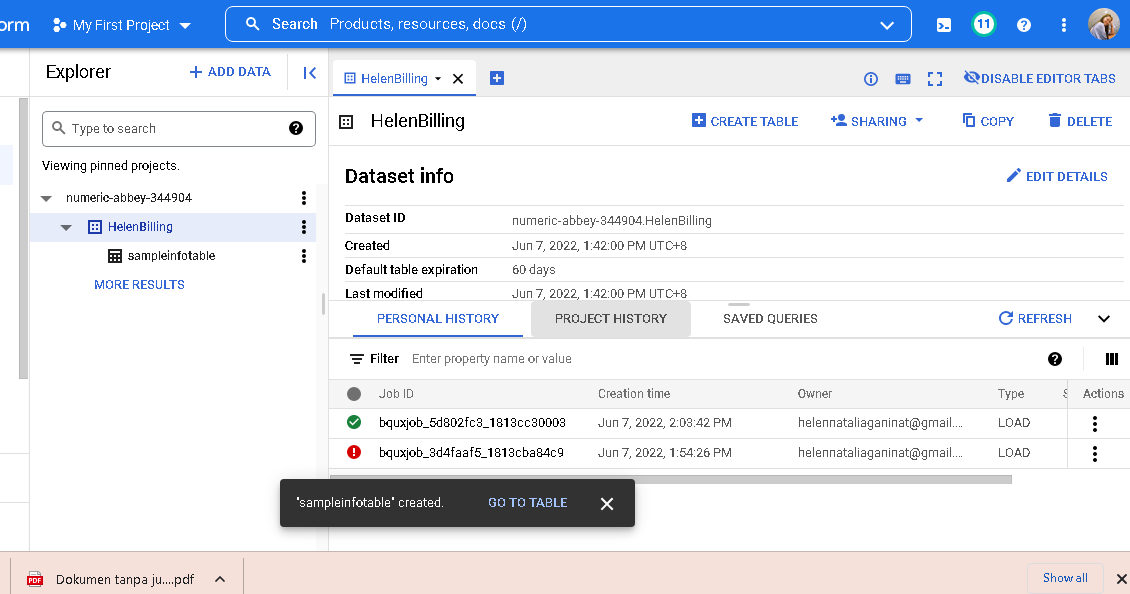 orm My First Project Search Products, resources, docs (/) 11
Explorer + ADD DATA
HelenBilling DISABLE EDITOR TABS
Type to search
HelenBilling CREATE TABLE SHARING COPY DELETE
Viewing pinned projects.
Dataset info EDIT DETAILS
numeric-abbey-344904
HelenBilling
sampleinfotable
MORE RESULTS
Dataset ID numeric-abbey-344904.HelenBilling
Created Jun 7, 2022, 1:42:00 PM UTC+8
Default table expiration 60 days
Last modified Jun 7, 2022, 1:42:00 PM UTC+8
PERSONAL HISTORY PROJECT HISTORY SAVED QUERIES REFRESH
Filter Enter property name or value
Job ID Creation time Owner Type S Actions
bquxjob_5d802fc3_1813cc30003 Jun 7, 2022, 2:03:42 PM helennataliaganinat@gmail.... LOAD
bquxjob_3d4faaf5_1813cba84c9 Jun 7, 2022, 1:54:26 PM helennataliaganinat@gmail.... LOAD
"sampleinfotable" created. GO TO TABLE
PDF Dokumen tanpa ju....pdf Show all